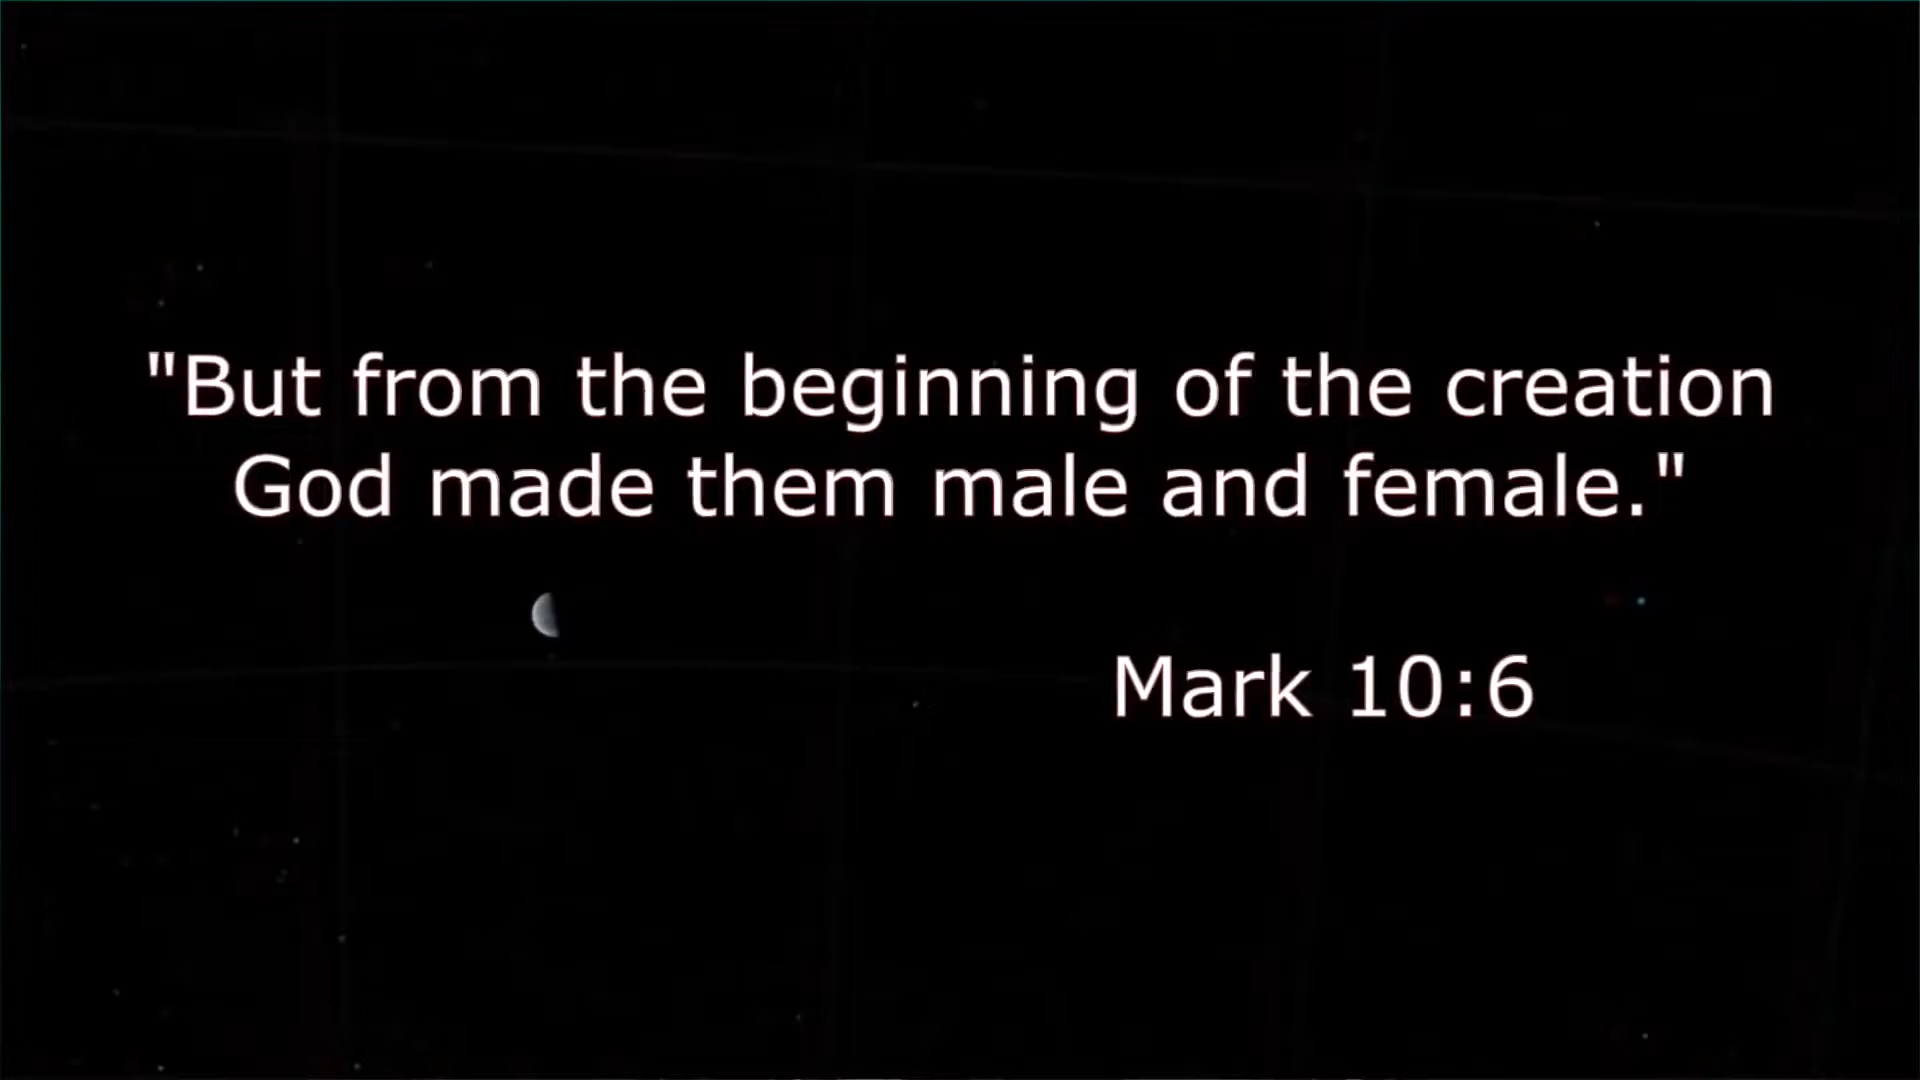 "But from the beginning of the creation
God made them male and female."
Mark 10:6